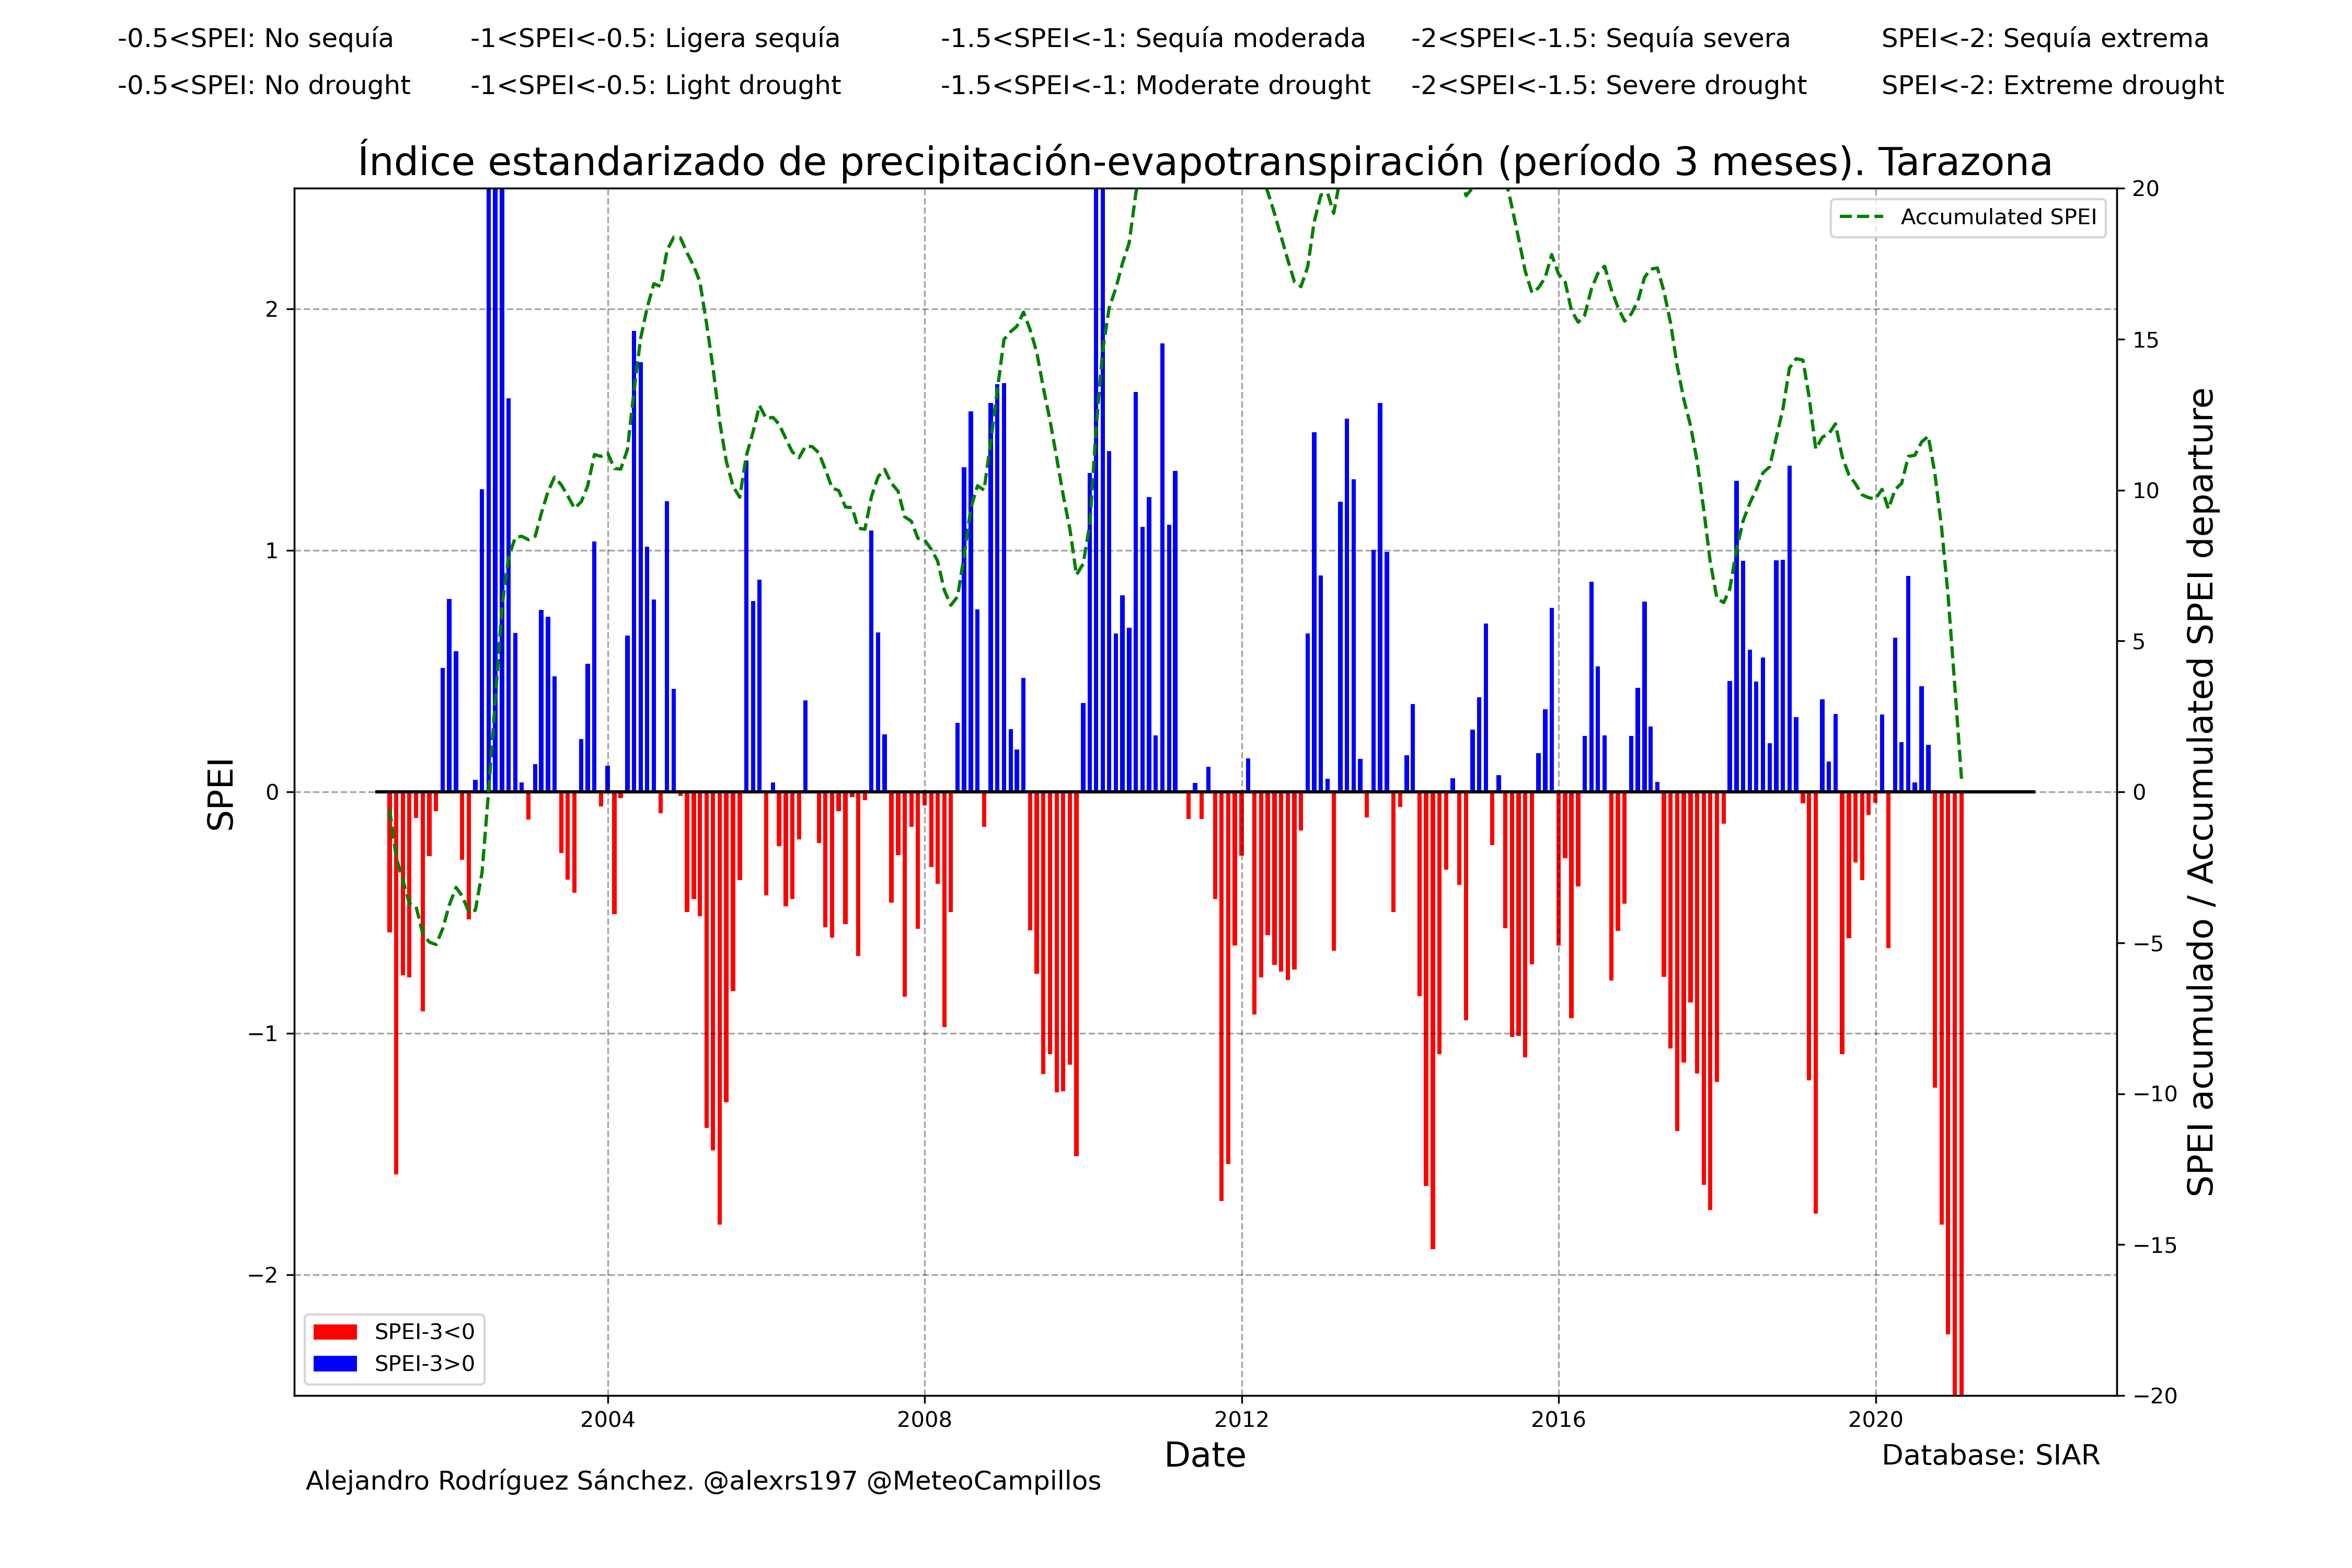 -0.5<SPEI: No sequía -1<SPEI<-0.5: Ligera sequía -1.5<SPEI<-1: Sequía moderada -2<SPEI<-1.5: Sequía severa SPEI<-2: Sequía extrema
-0.5<SPEI: No drought -1<SPEI<-0.5: Light drought -1.5<SPEI<-1: Moderate drought -2<SPEI<-1.5: Severe drought SPEI<-2: Extreme drought
Índice estandarizado de precipitación-evapotranspiración (período 3 meses). Tarazona
Accumulated SPEI
SPEI
2
1
0
−1
−2
20
15
10
5
0
−5
−10
−15
−20
SPEI acumulado / Accumulated SPEI departure
SPEI-3<0
SPEI-3>0
2004 2008 2012 2016 2020
Date
Database: SIAR
Alejandro Rodríguez Sánchez. @alexrs197 @MeteoCampillos